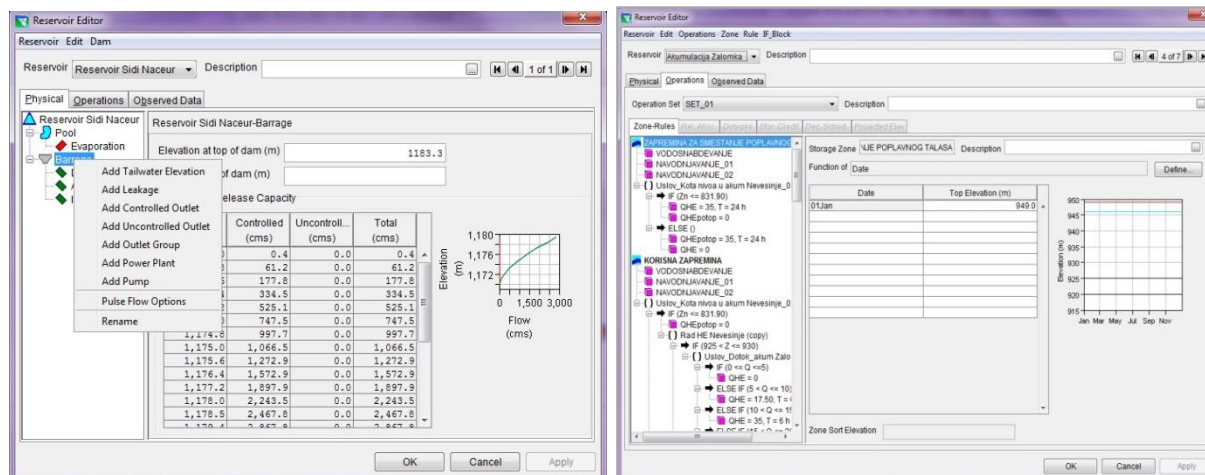 Reservoir Editor
Reservoir Edit Dam
Reservoir Reservoir Sidi Naceur Description 1 of 1
Physical Operations Observed Data
Reservoir Sidi Naceur
Pool
Evaporation
Barrage
Add Tailwater Elevation
Add Leakage
Add Controlled Outlet
Add Uncontrolled Outlet
Add Outlet Group
Add Power Plant
Add Pump
Pulse Flow Options
Rename
Reservoir Sidi Naceur-Barrage
Elevation at top of dam (m) 1183.3
of dam (m)
elease Capacity
Controlled (cms) Uncontroll... (cms) Total (cms)
0.4 0.0 0.4
61.2 0.0 61.2
177.8 0.0 177.8
334.5 0.0 334.5
525.1 0.0 525.1
747.5 0.0 747.5
1,174.8 997.7 0.0 997.7
1,175.0 1,066.5 0.0 1,066.5
1,175.6 1,272.9 0.0 1,272.9
1,176.4 1,572.9 0.0 1,572.9
1,177.2 1,897.9 0.0 1,897.9
1,178.0 2,243.5 0.0 2,243.5
1,178.5 2,467.8 0.0 2,467.8
1,179.4 2,867.8 0.0 2,867.8
Elevation (m)
1,180
1,176
1,172
0 1,500 3,000
Flow
(cms)
OK Cancel Apply
Reservoir Editor
Reservoir Edit Operations Zone Rule IF_Block
Reservoir Akumulacija Zalomka Description 4 of 7
Physical Operations Observed Data
Operation Set SET_01 Description
Zone-Rules Rel. Alloc. Outages Stor. Credit Dec. Sched. Projected Elev
ZAPREMINA ZA SMESTANJE POPLAVNOG
VODOSNABDEVANJE
NAVODNJAVANJE_01
NAVODNJAVANJE_02
{ } Uslov_Kota nivoa u akum Nevesinje_0
IF (Zn <= 831.90)
QHE = 35, T = 24 h
QHEpotop = 0
ELSE ()
QHEpotop = 35, T = 24 h
QHE = 0
KORISNA ZAPREMINA
VODOSNABDEVANJE
NAVODNJAVANJE_01
NAVODNJAVANJE_02
{ } Uslov_Kota nivoa u akum Nevesinje_0
IF (Zn <= 831.90)
QHEpotop = 0
{ } Rad HE Nevesinje (copy)
IF (925 < Z <= 930)
{ } Uslov_Dotok_akum Zalo
IF (0 <= Q <=5)
QHE = 0
ELSE IF (5 < Q <= 10)
QHE = 17.50, T =
ELSE IF (10 < Q <= 15
QHE = 35, T = 6 h
Storage Zone NJE POPLAVNOG TALASA Description
Function of Date Define...
Date Top Elevation (m)
01Jan 949.0
Elevation (m)
950
945
940
935
930
925
920
915
Jan Mar May Jul Sep Nov
Zone Sort Elevation
OK Cancel Apply